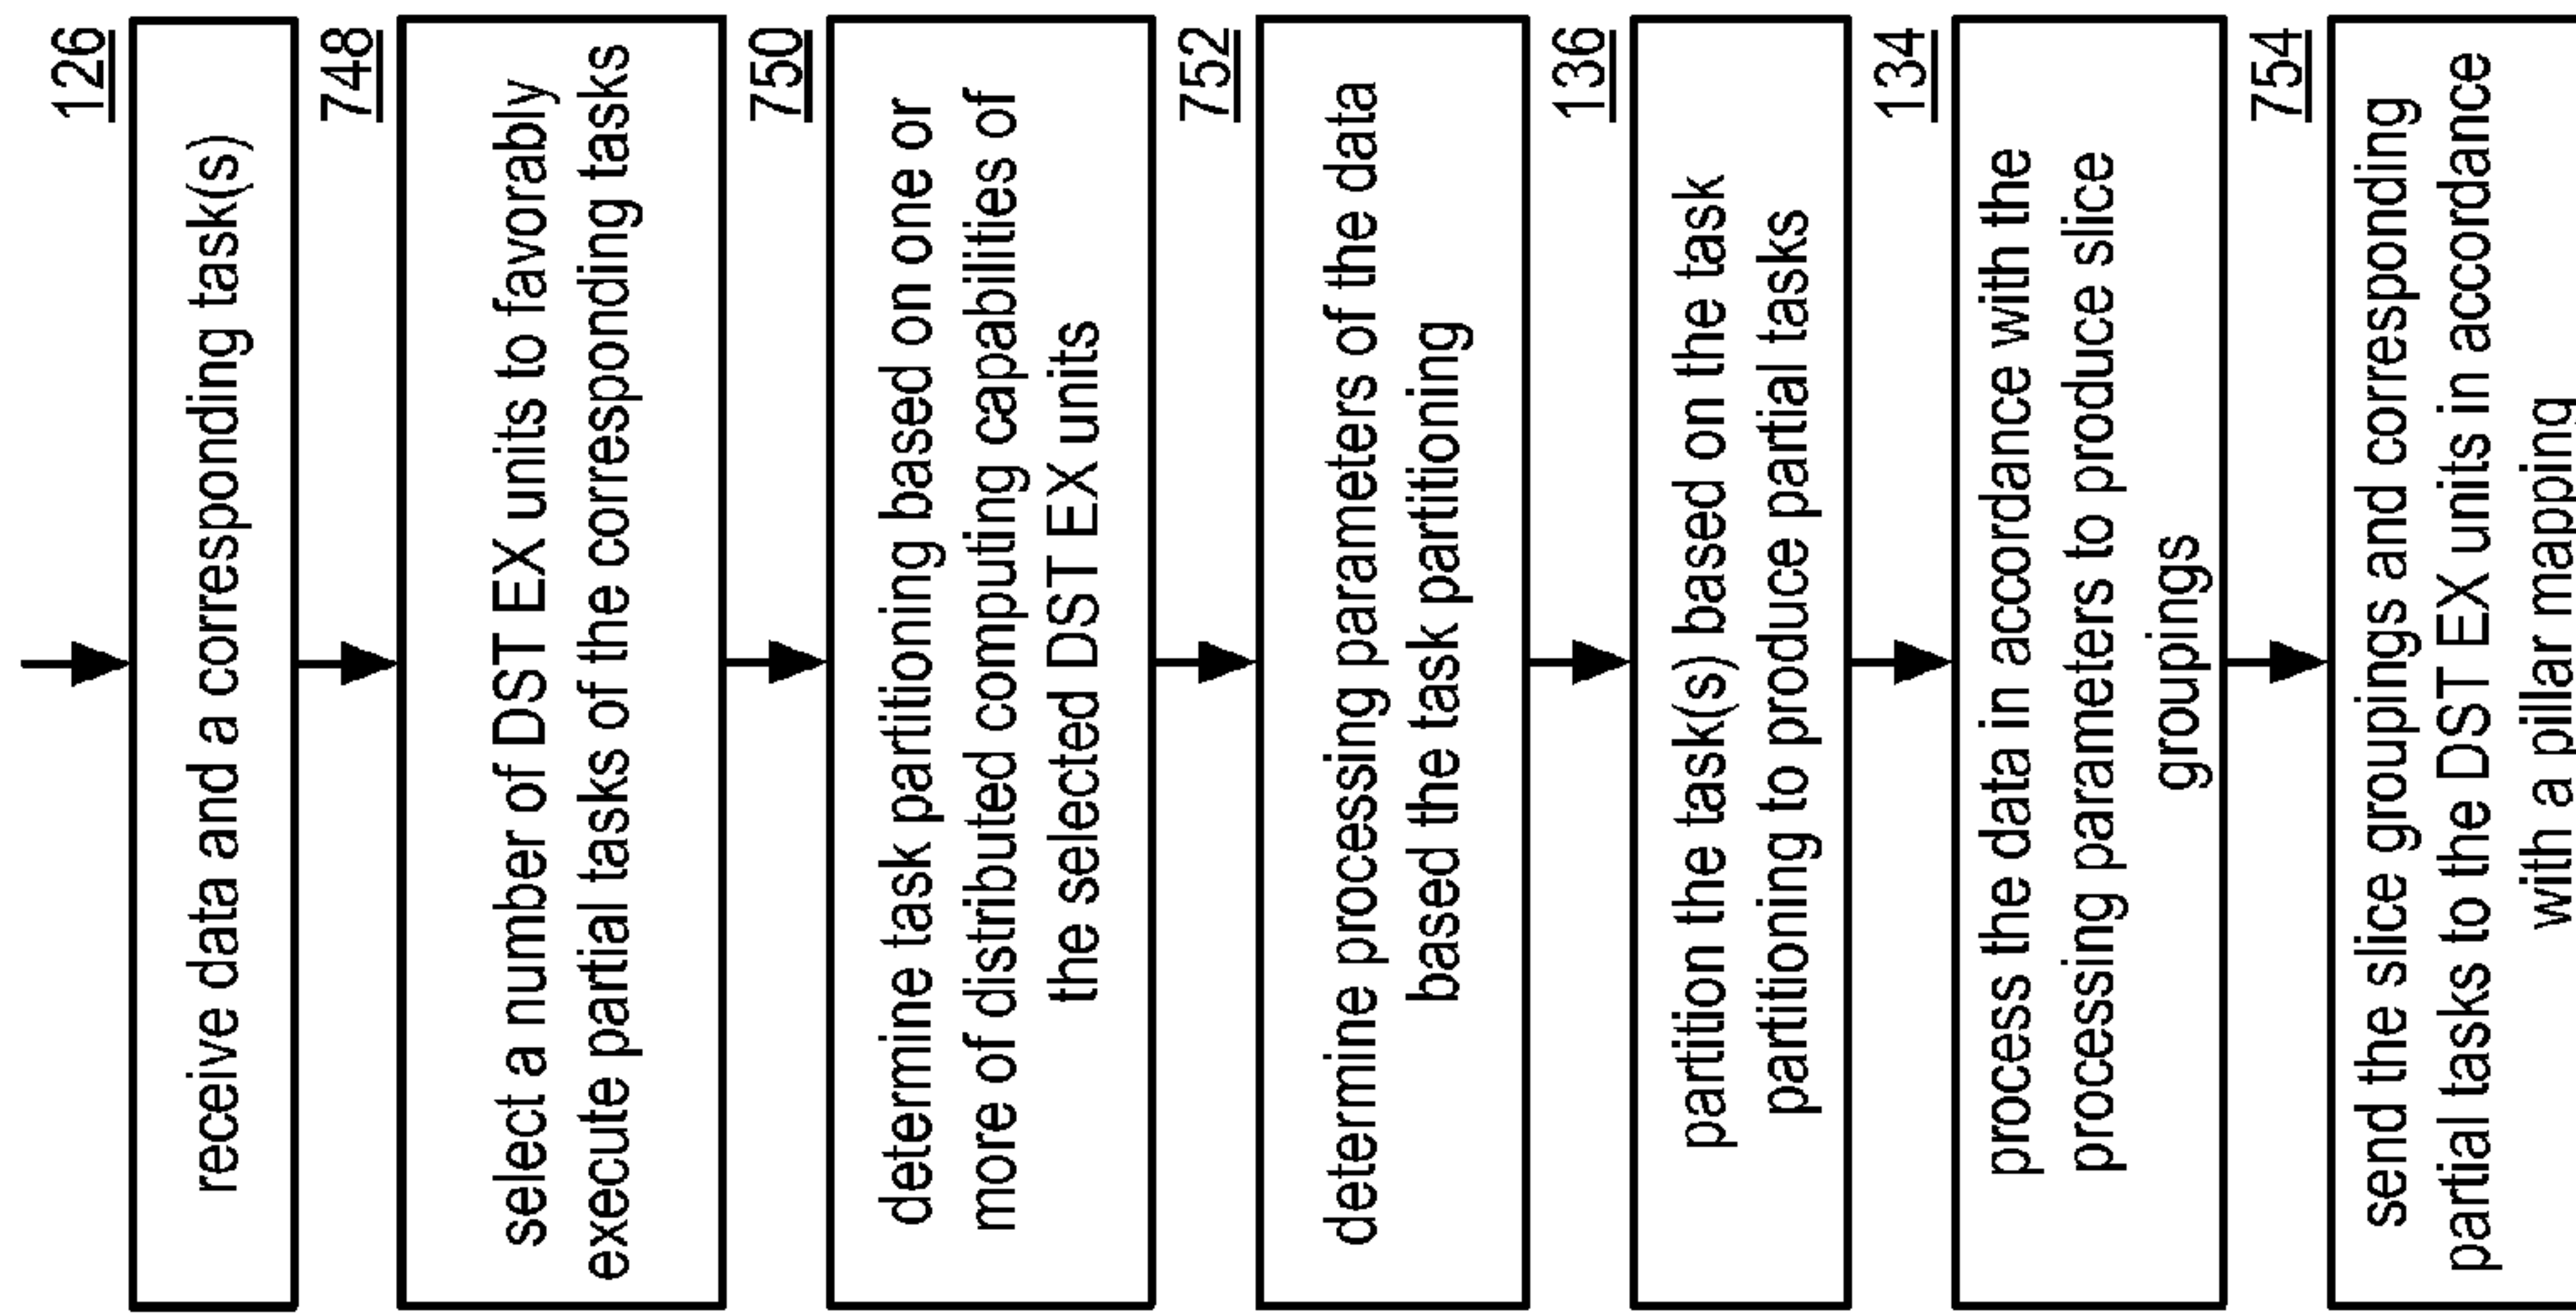 126
receive data and a corresponding task(s)
748
select a number of DST EX units to favorably
execute partial tasks of the corresponding tasks
750
determine task partitioning based on one or
more of distributed computing capabilities of
the selected DST EX units
752
determine processing parameters of the data
based the task partitioning
136
partition the task(s) based on the task
partitioning to produce partial tasks
134
process the data in accordance with the
processing parameters to produce slice
groupings
754
send the slice groupings and corresponding
partial tasks to the DST EX units in accordance
with a pillar mapping